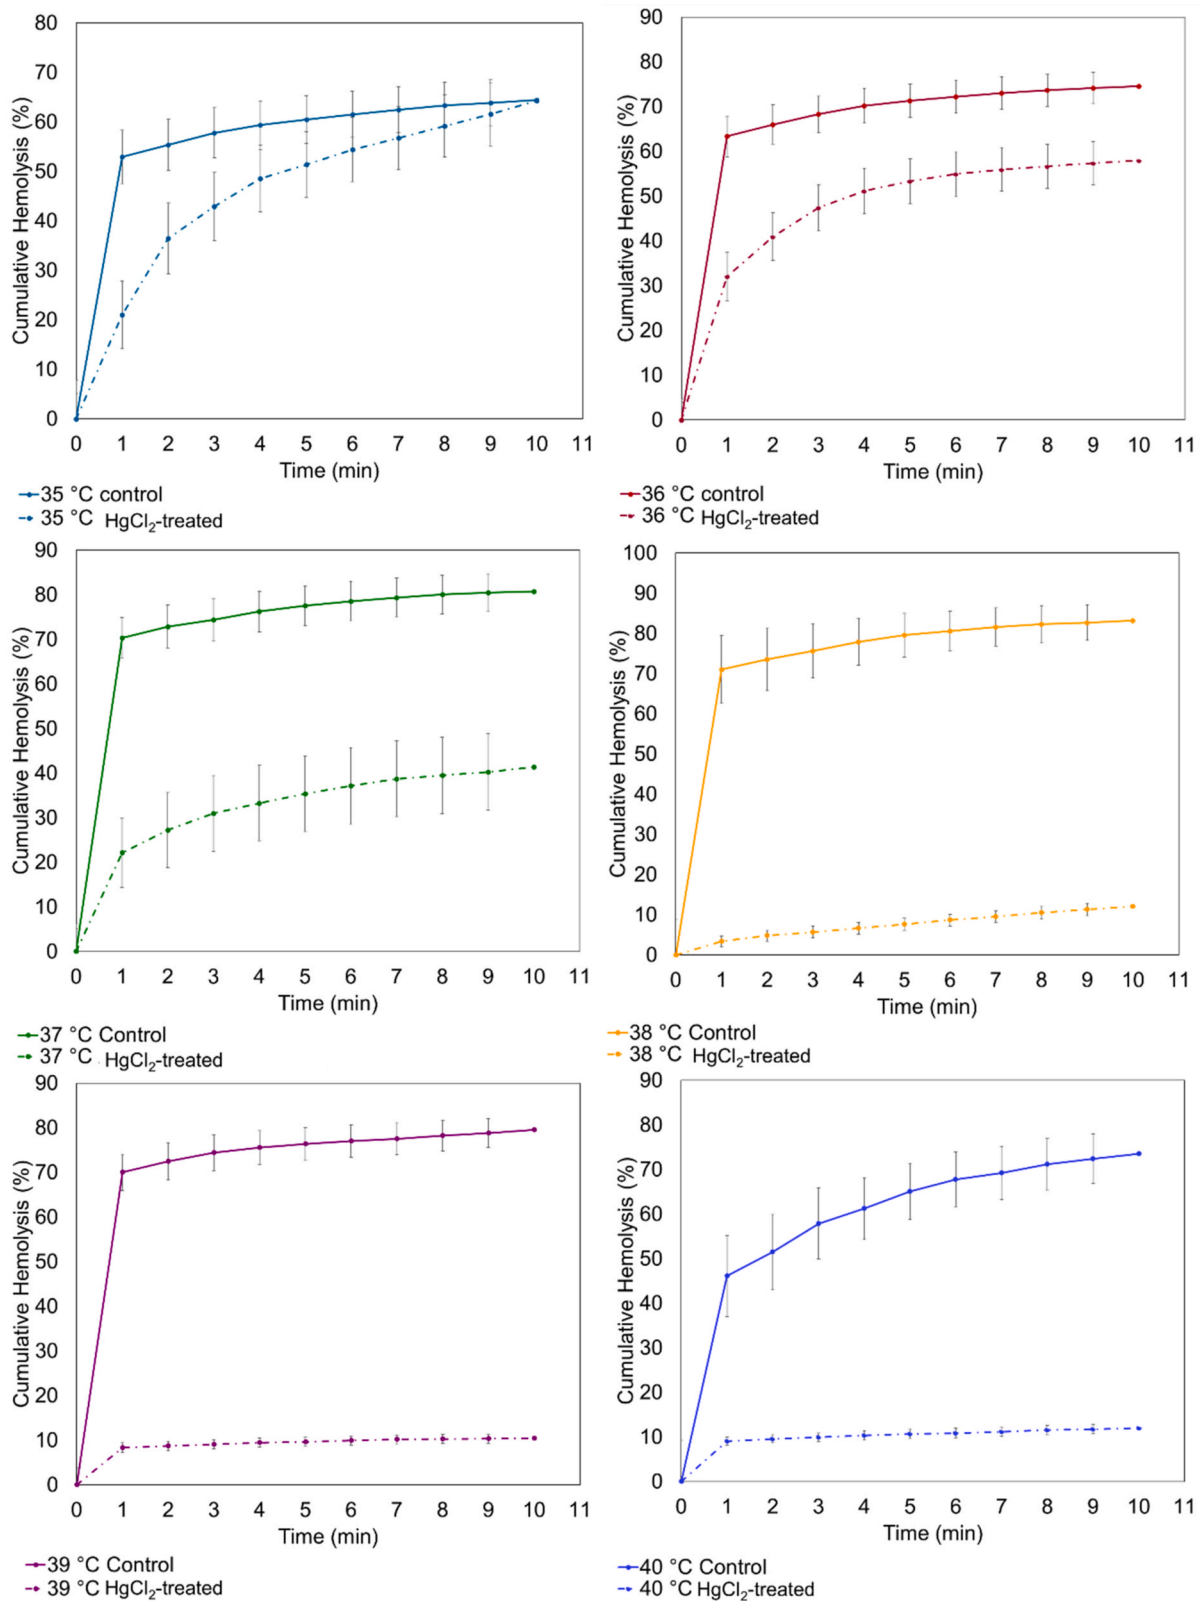 Cumulative Hemolysis (%)
80
70
60
50
40
30
20
10
0
0 1 2 3 4 5 6 7 8 9 10 11
Time (min)
35 °C control
35 °C HgCl₂-treated
Cumulative Hemolysis (%)
90
80
70
60
50
40
30
20
10
0
0 1 2 3 4 5 6 7 8 9 10 11
Time (min)
36 °C control
36 °C HgCl₂-treated
Cumulative Hemolysis (%)
90
80
70
60
50
40
30
20
10
0
0 1 2 3 4 5 6 7 8 9 10 11
Time (min)
37 °C Control
37 °C HgCl₂-treated
Cumulative Hemolysis (%)
100
90
80
70
60
50
40
30
20
10
0
0 1 2 3 4 5 6 7 8 9 10 11
Time (min)
38 °C Control
38 °C HgCl₂-treated
Cumulative Hemolysis (%)
90
80
70
60
50
40
30
20
10
0
0 1 2 3 4 5 6 7 8 9 10 11
Time (min)
39 °C Control
39 °C HgCl₂-treated
Cumulative Hemolysis (%)
90
80
70
60
50
40
30
20
10
0
0 1 2 3 4 5 6 7 8 9 10 11
Time (min)
40 °C Control
40 °C HgCl₂-treated